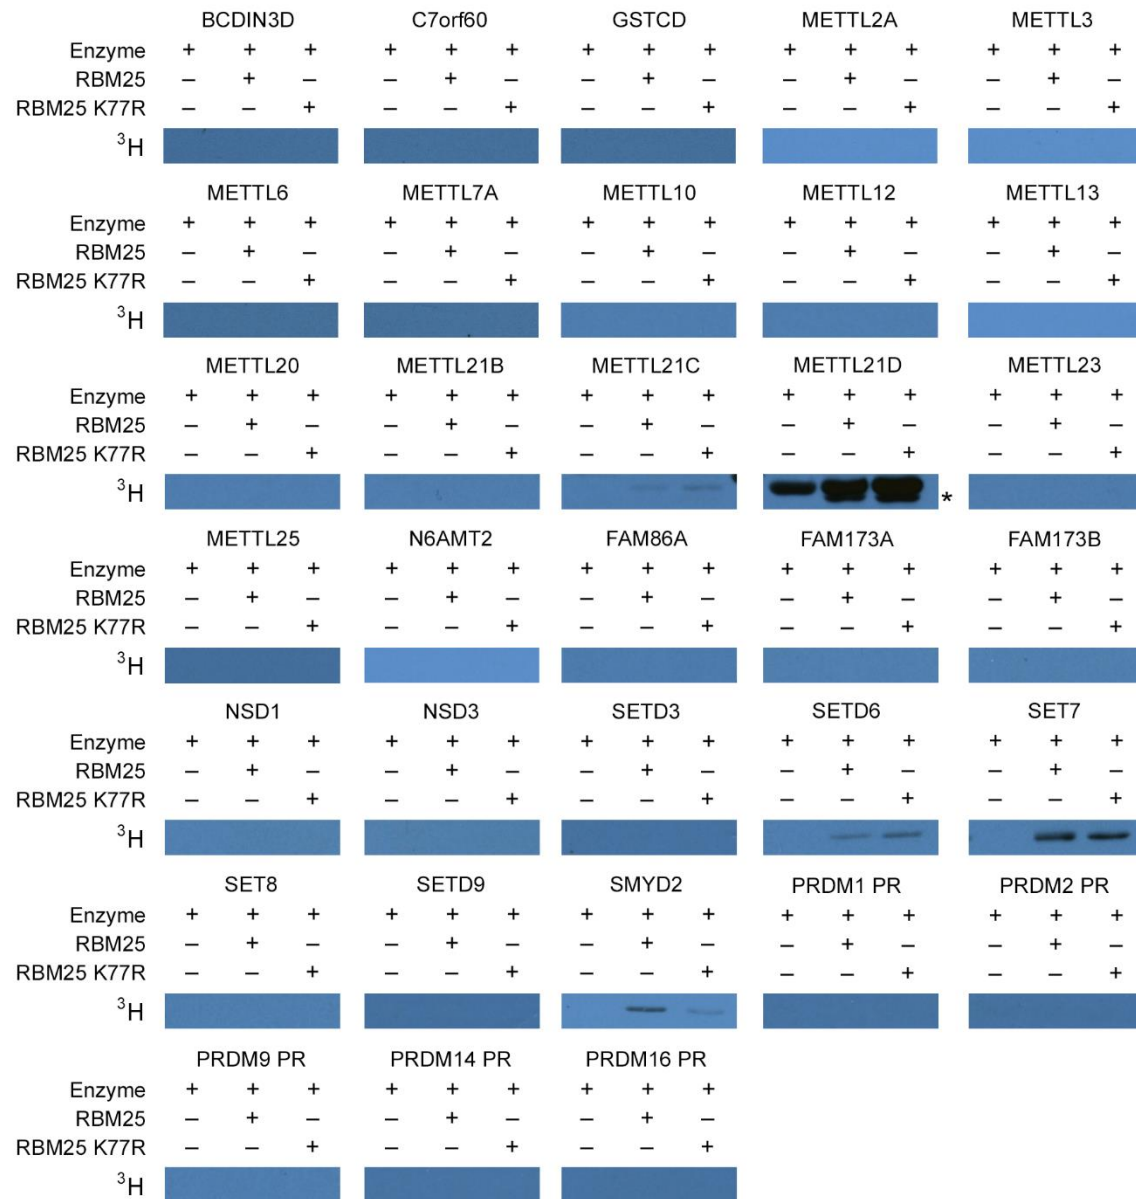 BCDIN3D C7orf60 GSTCD METTL2A METTL3
Enzyme + + + + + + + + + + + + + + +
RBM25 – + – – + – – + – – + – – + –
RBM25 K77R – – + – – + – – + – – + – – +
³H
METTL6 METTL7A METTL10 METTL12 METTL13
Enzyme + + + + + + + + + + + + + + +
RBM25 – + – – + – – + – – + – – + –
RBM25 K77R – – + – – + – – + – – + – – +
³H
METTL20 METTL21B METTL21C METTL21D METTL23
Enzyme + + + + + + + + + + + + + + +
RBM25 – + – – + – – + – – + – – + –
RBM25 K77R – – + – – + – – + – – + – – +
³H *
METTL25 N6AMT2 FAM86A FAM173A FAM173B
Enzyme + + + + + + + + + + + + + + +
RBM25 – + – – + – – + – – + – – + –
RBM25 K77R – – + – – + – – + – – + – – +
³H
NSD1 NSD3 SETD3 SETD6 SET7
Enzyme + + + + + + + + + + + + + + +
RBM25 – + – – + – – + – – + – – + –
RBM25 K77R – – + – – + – – + – – + – – +
³H
SET8 SETD9 SMYD2 PRDM1 PR PRDM2 PR
Enzyme + + + + + + + + + + + + + + +
RBM25 – + – – + – – + – – + – – + –
RBM25 K77R – – + – – + – – + – – + – – +
³H
PRDM9 PR PRDM14 PR PRDM16 PR
Enzyme + + + + + + + + +
RBM25 – + – – + – – + –
RBM25 K77R – – + – – + – – +
³H